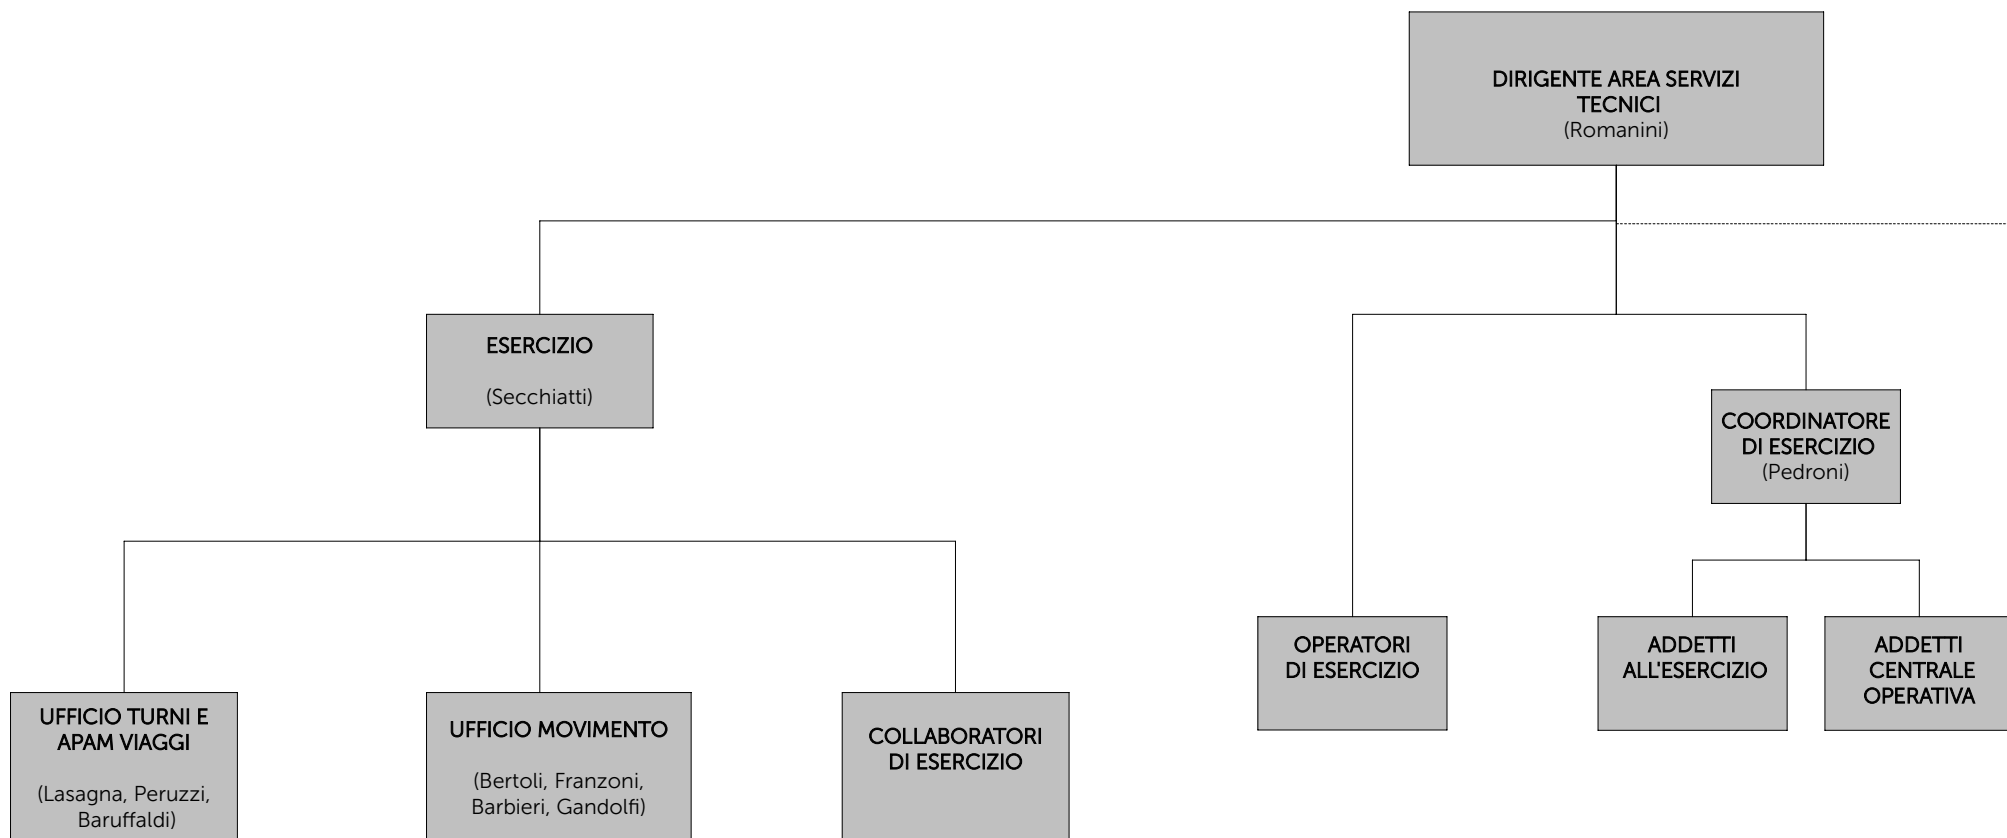 DIRIGENTE AREA SERVIZI
TECNICI
(Romanini)
ESERCIZIO
(Secchiatti)
COORDINATORE
DI ESERCIZIO
(Pedroni)
OPERATORI
DI ESERCIZIO
ADDETTI
ALL'ESERCIZIO
ADDETTI
CENTRALE
OPERATIVA
UFFICIO TURNI E
APAM VIAGGI
(Lasagna, Peruzzi,
Baruffaldi)
UFFICIO MOVIMENTO
(Bertoli, Franzoni,
Barbieri, Gandolfi)
COLLABORATORI
DI ESERCIZIO